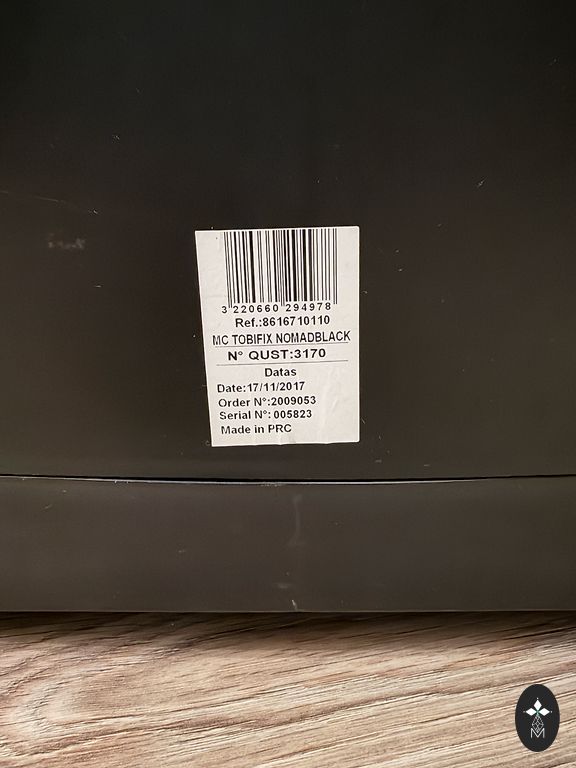 3 220660 294978
Ref.:8616710110
MC TOBIFIX NOMADBLACK
N° QUST:3170
Datas
Date:17/11/2017
Order N°:2009053
Serial N°: 005823
Made in PRC
M